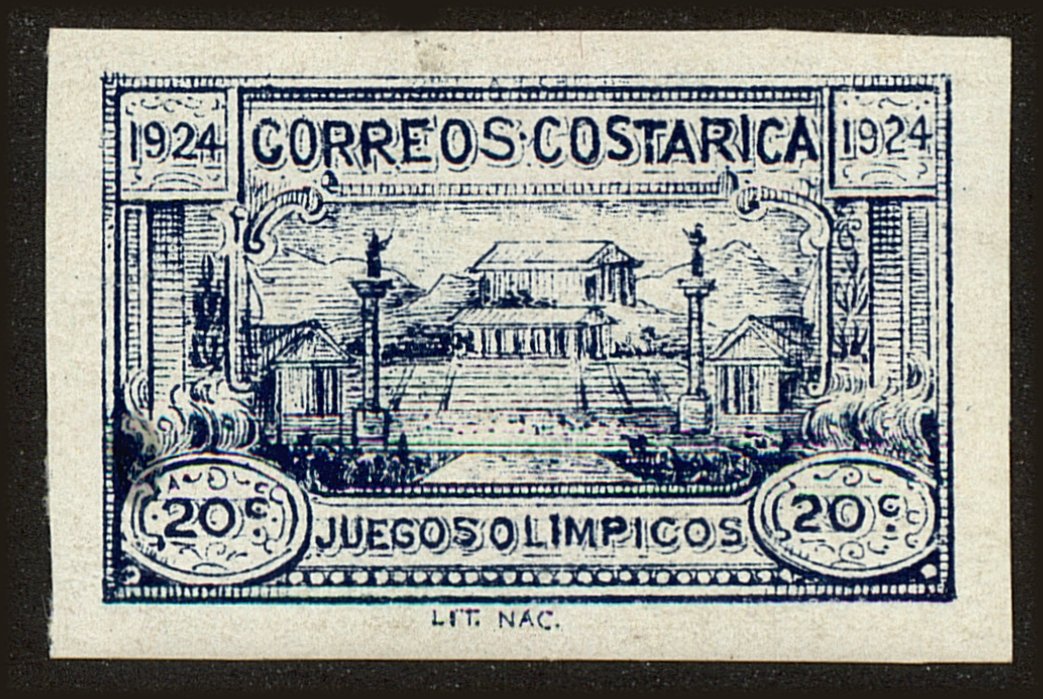 1924 CORREOS·COSTARICA 1924
20C. JUEGOS OLIMPICOS 20C.
LIT. NAC.